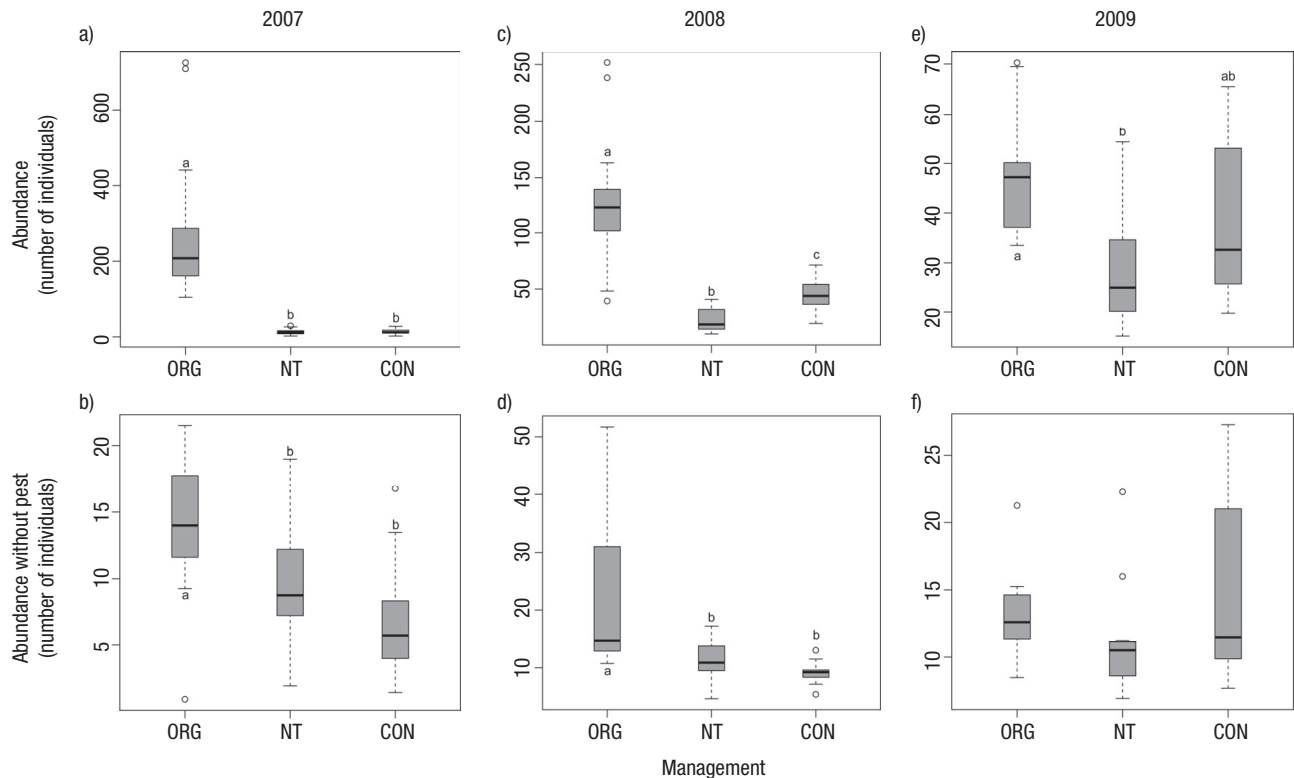 2007 2008 2009
a) c) e)
Abundance
(number of individuals)
600
400
200
0
a
b
b
ORG NT CON
250
200
150
100
50
a
b
c
ORG NT CON
70
60
50
40
30
20
a
b
ab
ORG NT CON
b) d) f)
Abundance without pest
(number of individuals)
20
15
10
5
a
b
b
ORG NT CON
50
40
30
20
10
a
b
b
ORG NT CON
25
20
15
10
ORG NT CON
Management